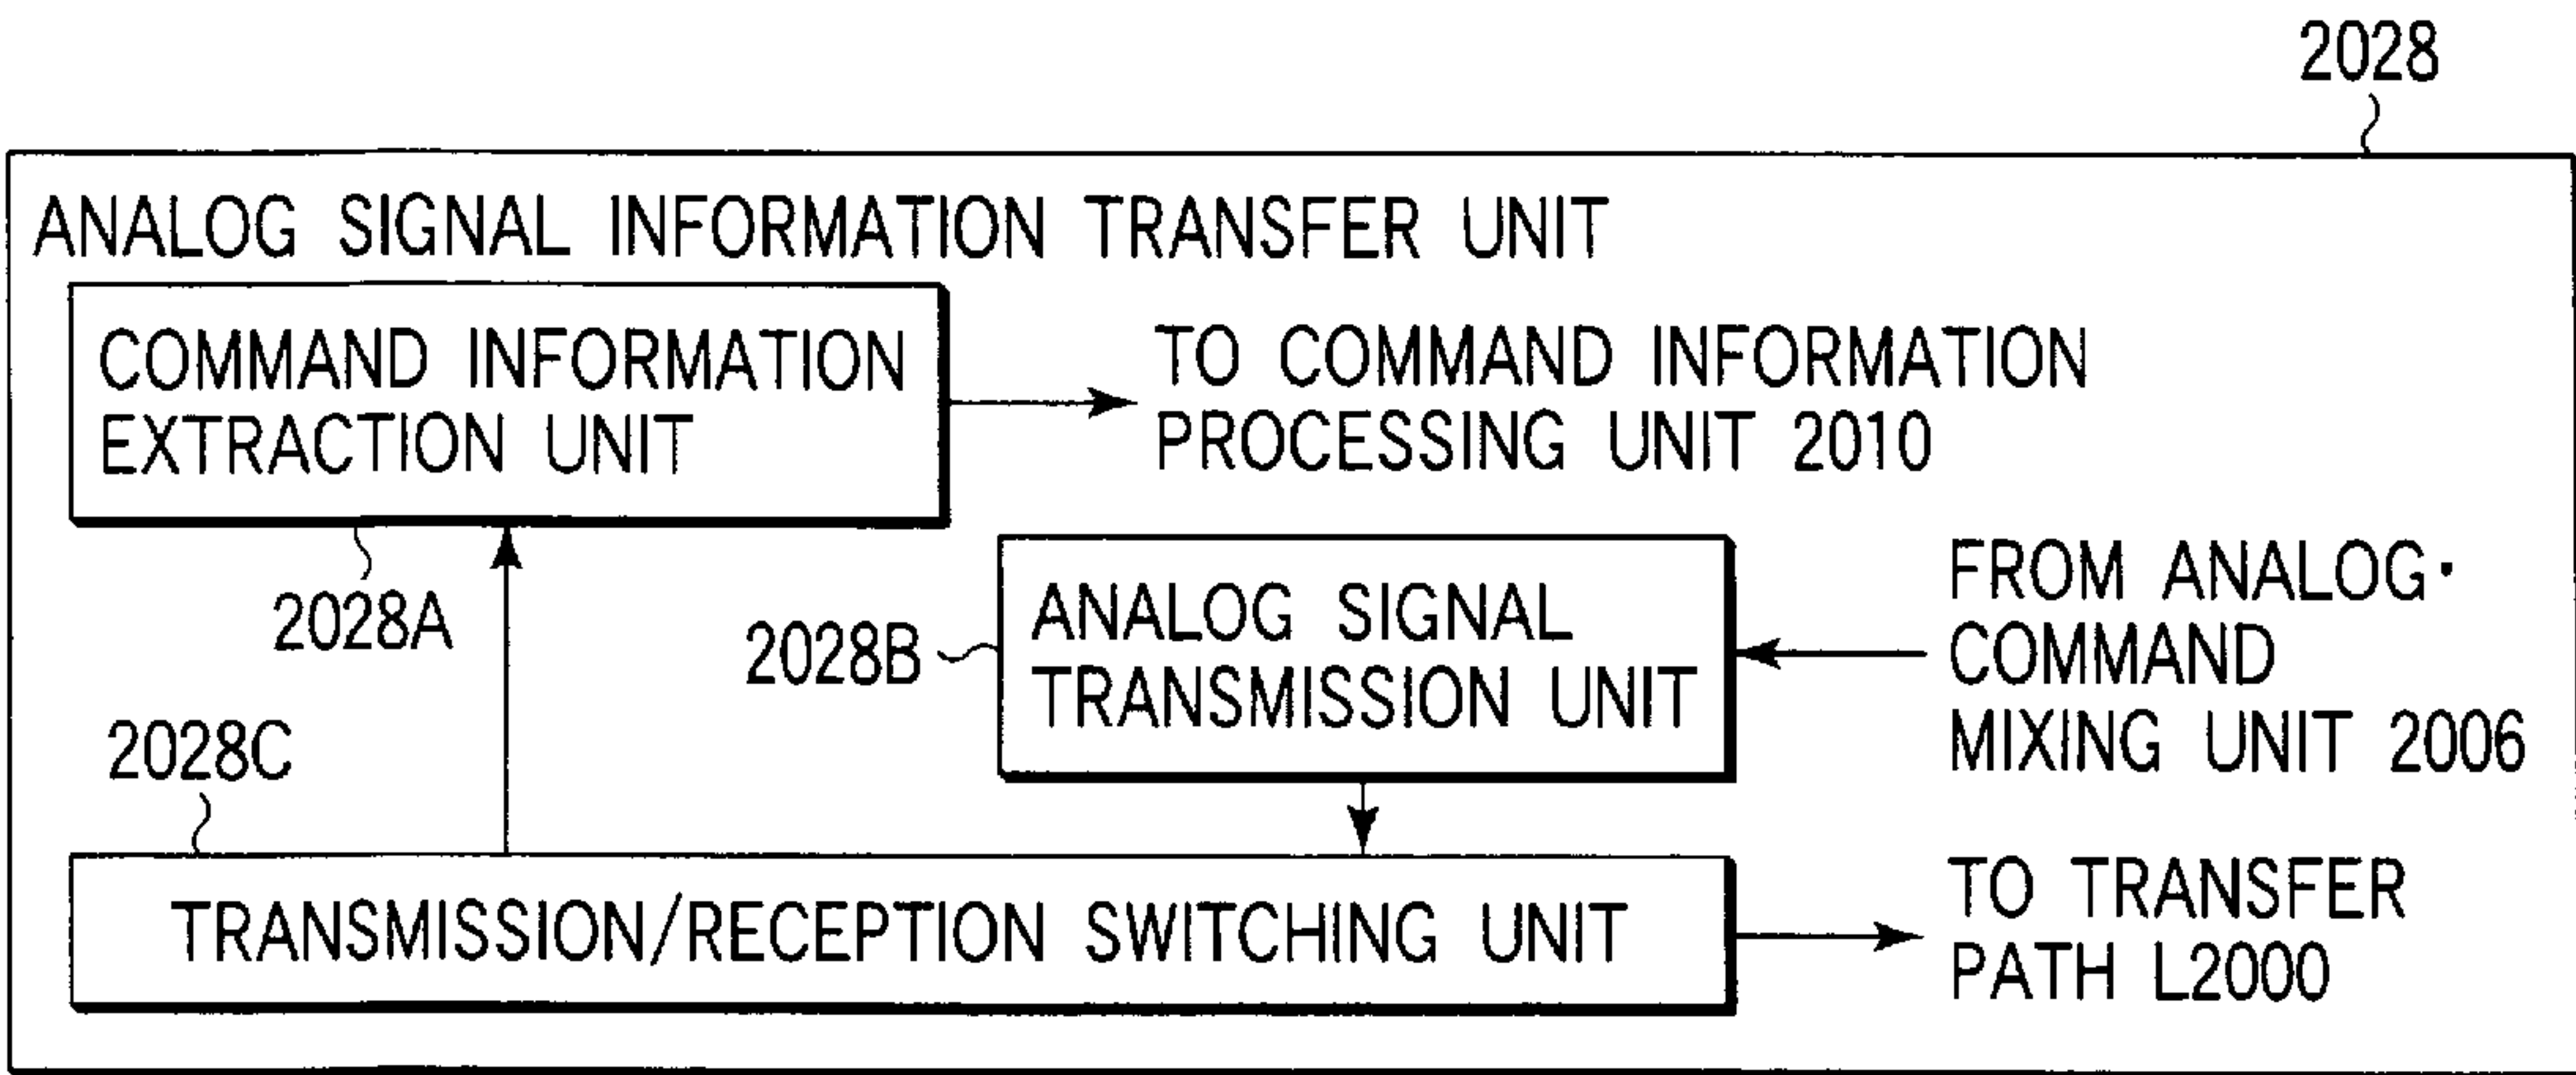 2028
ANALOG SIGNAL INFORMATION TRANSFER UNIT
COMMAND INFORMATION
EXTRACTION UNIT
TO COMMAND INFORMATION
PROCESSING UNIT 2010
2028A
2028B
ANALOG SIGNAL
TRANSMISSION UNIT
FROM ANALOG·
COMMAND
MIXING UNIT 2006
2028C
TRANSMISSION/RECEPTION SWITCHING UNIT
TO TRANSFER
PATH L2000